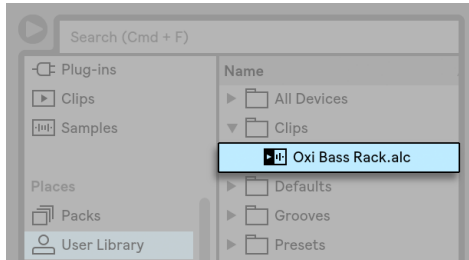 Search (Cmd + F)
Plug-ins
Clips
Samples
Places
Packs
User Library
Name
All Devices
Clips
Oxi Bass Rack.alc
Defaults
Grooves
Presets